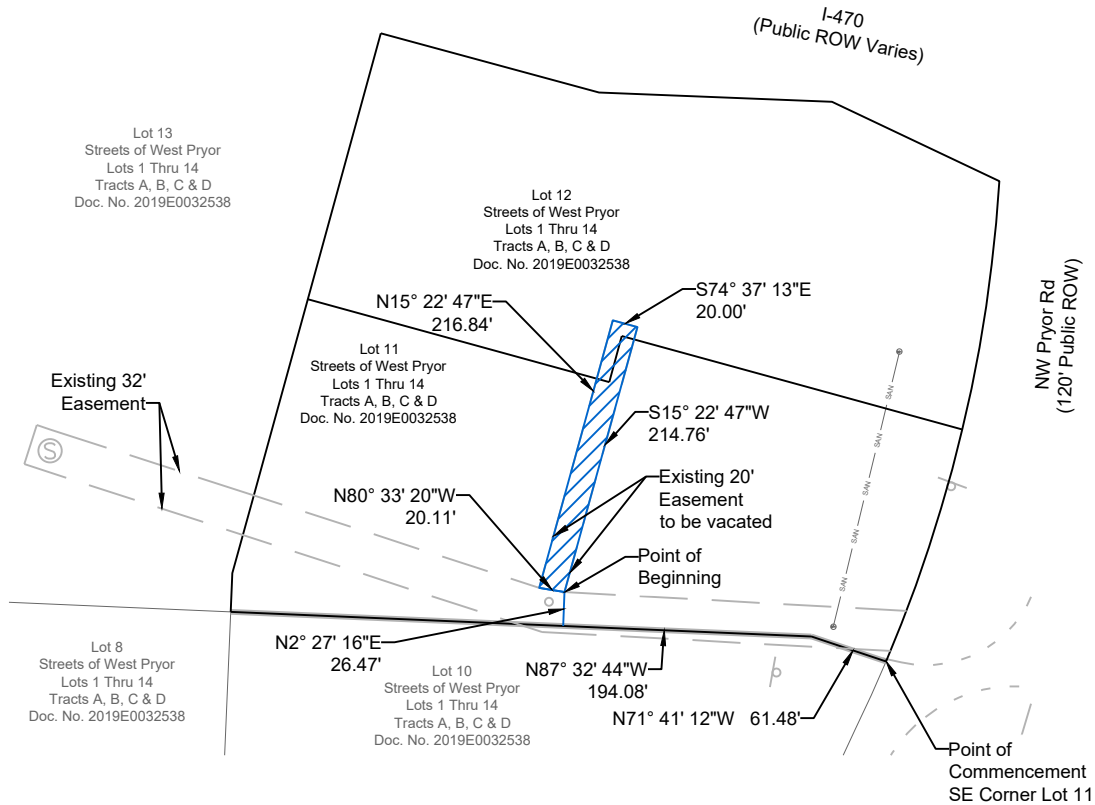 I-470
(Public ROW Varies)
Lot 13
Streets of West Pryor
Lots 1 Thru 14
Tracts A, B, C & D
Doc. No. 2019E0032538
Lot 12
Streets of West Pryor
Lots 1 Thru 14
Tracts A, B, C & D
Doc. No. 2019E0032538
N15° 22' 47"E
216.84'
S74° 37' 13"E
20.00'
NW Pryor Rd
(120' Public ROW)
Lot 11
Streets of West Pryor
Lots 1 Thru 14
Tracts A, B, C & D
Doc. No. 2019E0032538
Existing 32'
Easement
S
S15° 22' 47"W
214.76'
SAN
SAN
SAN
SAN
N80° 33' 20"W
20.11'
Existing 20'
Easement
to be vacated
Point of
Beginning
N2° 27' 16"E
26.47'
Lot 8
Streets of West Pryor
Lots 1 Thru 14
Tracts A, B, C & D
Doc. No. 2019E0032538
Lot 10
Streets of West Pryor
Lots 1 Thru 14
Tracts A, B, C & D
Doc. No. 2019E0032538
N87° 32' 44"W
194.08'
N71° 41' 12"W 61.48'
Point of
Commencement
SE Corner Lot 11